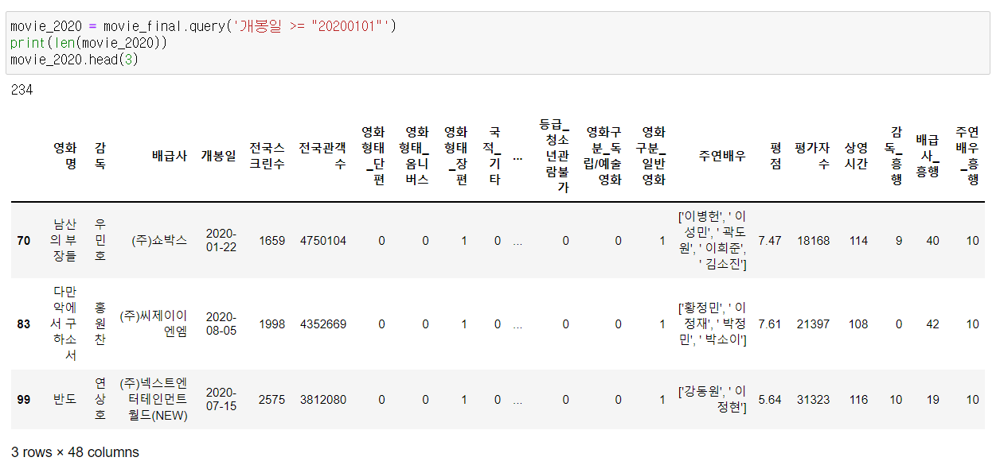 movie_2020 = movie_final.query('개봉일 >= "20200101"')
print(len(movie_2020))
movie_2020.head(3)
234
영화명 감독 배급사 개봉일 전국스크린수 전국관객수 영화형태_단편 영화형태_옴니버스 영화형태_장편 국적_기타 ... 등급_청소년관람불가 영화구분_독립/예술영화 영화구분_일반영화 주연배우 평점 평가자수 상영시간 감독_흥행 배급사_흥행 주연배우_흥행
70 남산의 부장들 우민호 (주)쇼박스 2020-01-22 1659 4750104 0 0 1 0 ... 0 0 1 ['이병헌', ' 이성민', ' 곽도원', ' 이희준', ' 김소진'] 7.47 18168 114 9 40 10
83 다만 악에서 구하소서 홍원찬 (주)씨제이이엔엠 2020-08-05 1998 4352669 0 0 1 0 ... 0 0 1 ['황정민', ' 이정재', ' 박정민', ' 박소이'] 7.61 21397 108 0 42 10
99 반도 연상호 (주)넥스트엔터테인먼트월드(NEW) 2020-07-15 2575 3812080 0 0 1 0 ... 0 0 1 ['강동원', ' 이정현'] 5.64 31323 116 10 19 10
3 rows × 48 columns